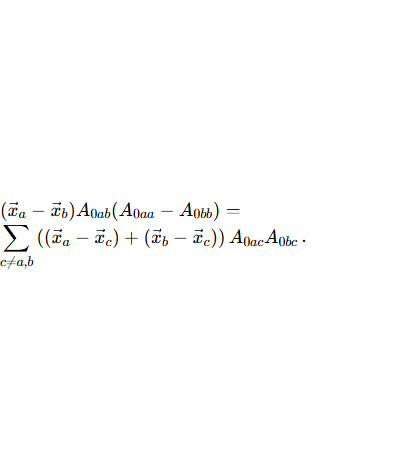 (\vec{x}_a - \vec{x}_b) A_{0ab} (A_{0aa} - A_{0bb}) =
\sum_{c \neq a,b} ((\vec{x}_a - \vec{x}_c) + (\vec{x}_b - \vec{x}_c)) A_{0ac} A_{0bc} .